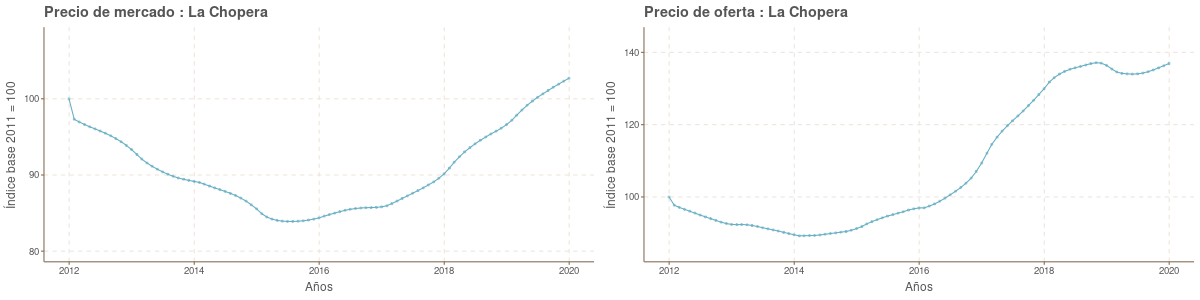 Precio de mercado : La Chopera
Índice base 2011 = 100
100
90
80
2012 2014 2016 2018 2020
Años
Precio de oferta : La Chopera
Índice base 2011 = 100
140
120
100
2012 2014 2016 2018 2020
Años